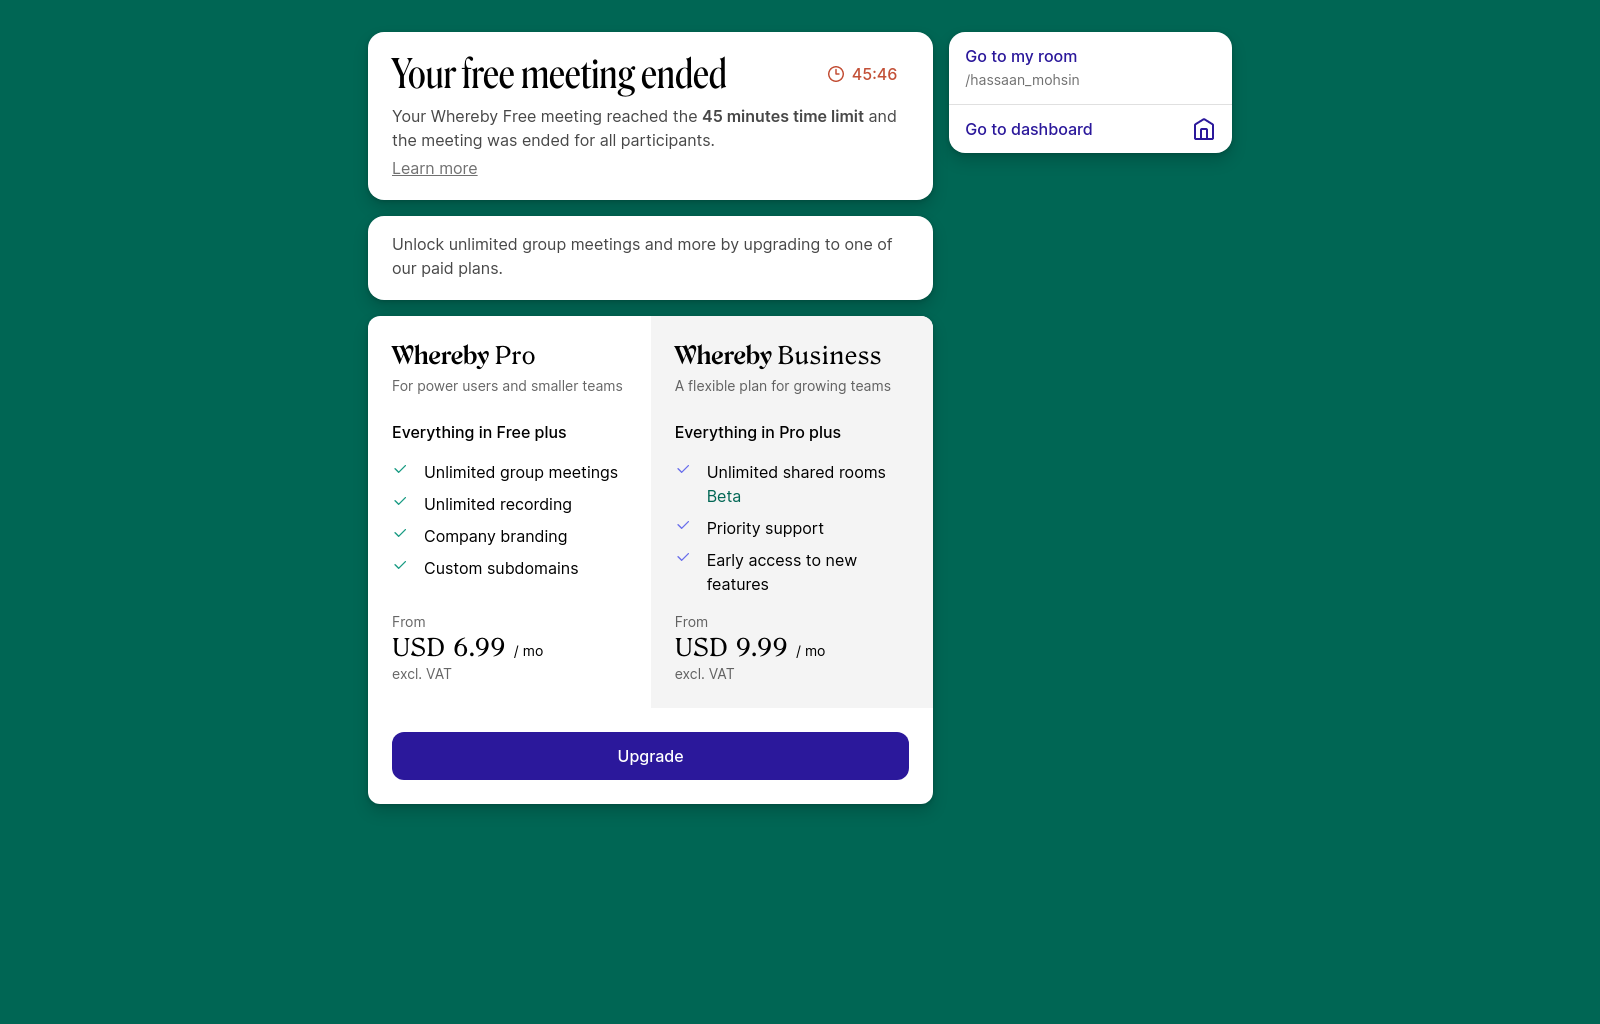 Your free meeting ended
45:46
Your Whereby Free meeting reached the 45 minutes time limit and
the meeting was ended for all participants.
Learn more
Go to my room
/hassaan_mohsin
Go to dashboard
Unlock unlimited group meetings and more by upgrading to one of
our paid plans.
Whereby Pro
For power users and smaller teams
Everything in Free plus
Unlimited group meetings
Unlimited recording
Company branding
Custom subdomains
From
USD 6.99 / mo
excl. VAT
Whereby Business
A flexible plan for growing teams
Everything in Pro plus
Unlimited shared rooms
Beta
Priority support
Early access to new
features
From
USD 9.99 / mo
excl. VAT
Upgrade